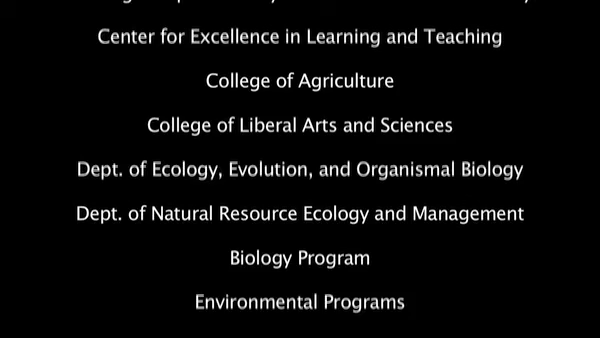 Center for Excellence in Learning and Teaching
College of Agriculture
College of Liberal Arts and Sciences
Dept. of Ecology, Evolution, and Organismal Biology
Dept. of Natural Resource Ecology and Management
Biology Program
Environmental Programs